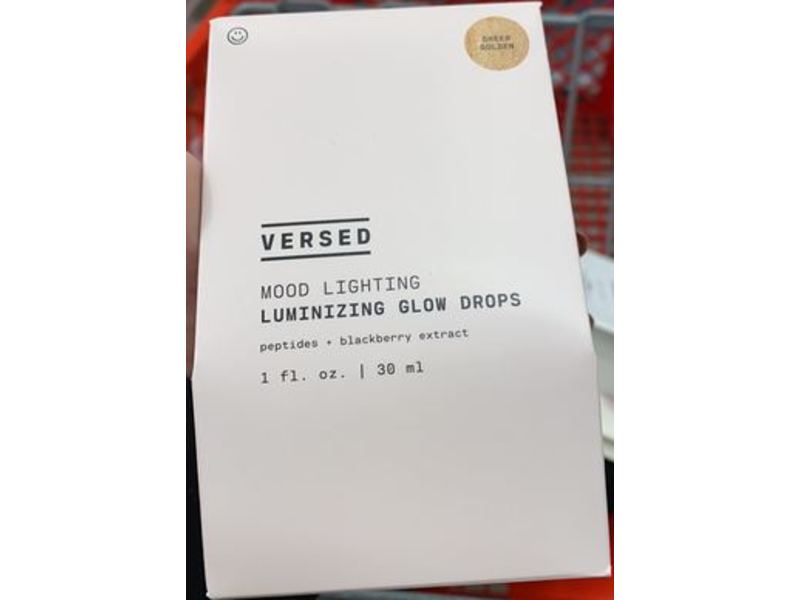 SHEER
GOLDEN
VERSED
MOOD LIGHTING
LUMINIZING GLOW DROPS
peptides + blackberry extract
1 fl. oz. | 30 ml